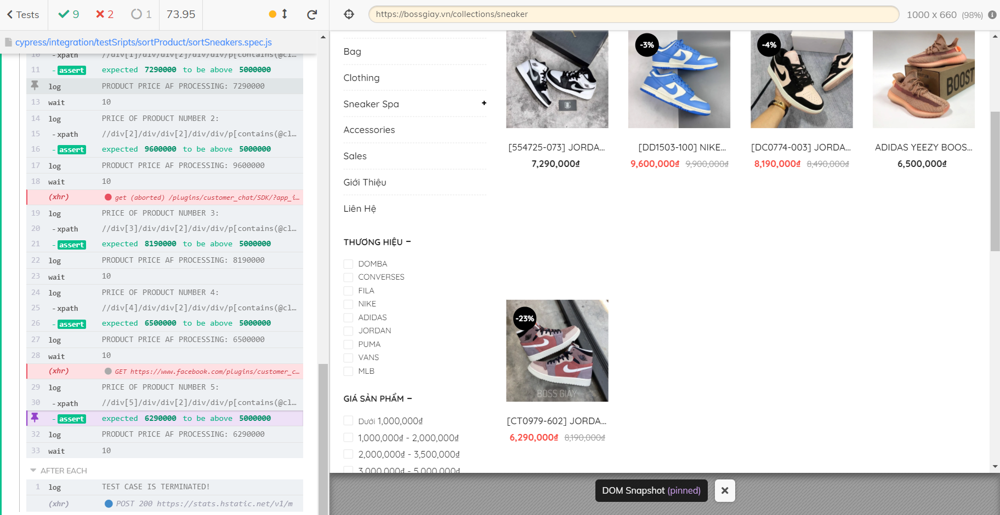 Tests
9
2
1
73.95
https://bossgiay.vn/collections/sneaker
1000 x 660 (98%)
cypress/integration/testSripts/sortProduct/sortSneakers.spec.js
10 -xpath //div[1]/div/div[2]/div/div/p[contains(@cl…
11 -assert expected 7290000 to be above 5000000
log PRODUCT PRICE AF PROCESSING: 7290000
13 wait 10
14 log PRICE OF PRODUCT NUMBER 2:
15 -xpath //div[2]/div/div[2]/div/div/p[contains(@cl…
16 -assert expected 9600000 to be above 5000000
17 log PRODUCT PRICE AF PROCESSING: 9600000
18 wait 10
(xhr) get (aborted) /plugins/customer_chat/SDK/?app_i…
19 log PRICE OF PRODUCT NUMBER 3:
20 -xpath //div[3]/div/div[2]/div/div/p[contains(@cl…
21 -assert expected 8190000 to be above 5000000
22 log PRODUCT PRICE AF PROCESSING: 8190000
23 wait 10
24 log PRICE OF PRODUCT NUMBER 4:
25 -xpath //div[4]/div/div[2]/div/div/p[contains(@cl…
26 -assert expected 6500000 to be above 5000000
27 log PRODUCT PRICE AF PROCESSING: 6500000
28 wait 10
(xhr) GET https://www.facebook.com/plugins/customer_c…
29 log PRICE OF PRODUCT NUMBER 5:
30 -xpath //div[5]/div/div[2]/div/div/p[contains(@cl…
-assert expected 6290000 to be above 5000000
32 log PRODUCT PRICE AF PROCESSING: 6290000
33 wait 10
AFTER EACH
1 log TEST CASE IS TERMINATED!
(xhr) POST 200 https://stats.hstatic.net/v1/m
Bag
Clothing
Sneaker Spa +
Accessories
Sales
Giới Thiệu
Liên Hệ
THƯƠNG HIỆU –
DOMBA
CONVERSES
FILA
NIKE
ADIDAS
JORDAN
PUMA
VANS
MLB
GIÁ SẢN PHẨM –
Dưới 1,000,000₫
1,000,000₫ - 2,000,000₫
2,000,000₫ - 3,500,000₫
3,000,000₫ - 5,000,000₫
-3%
-4%
BOOST
[554725-073] JORDA...
7,290,000₫
[DD1503-100] NIKE...
9,600,000₫ 9,900,000₫
[DC0774-003] JORDA...
8,190,000₫ 8,490,000₫
ADIDAS YEEZY BOOS...
6,500,000₫
-23%
BOSS GIAY
[CT0979-602] JORDA...
6,290,000₫ 8,190,000₫
DOM Snapshot (pinned)